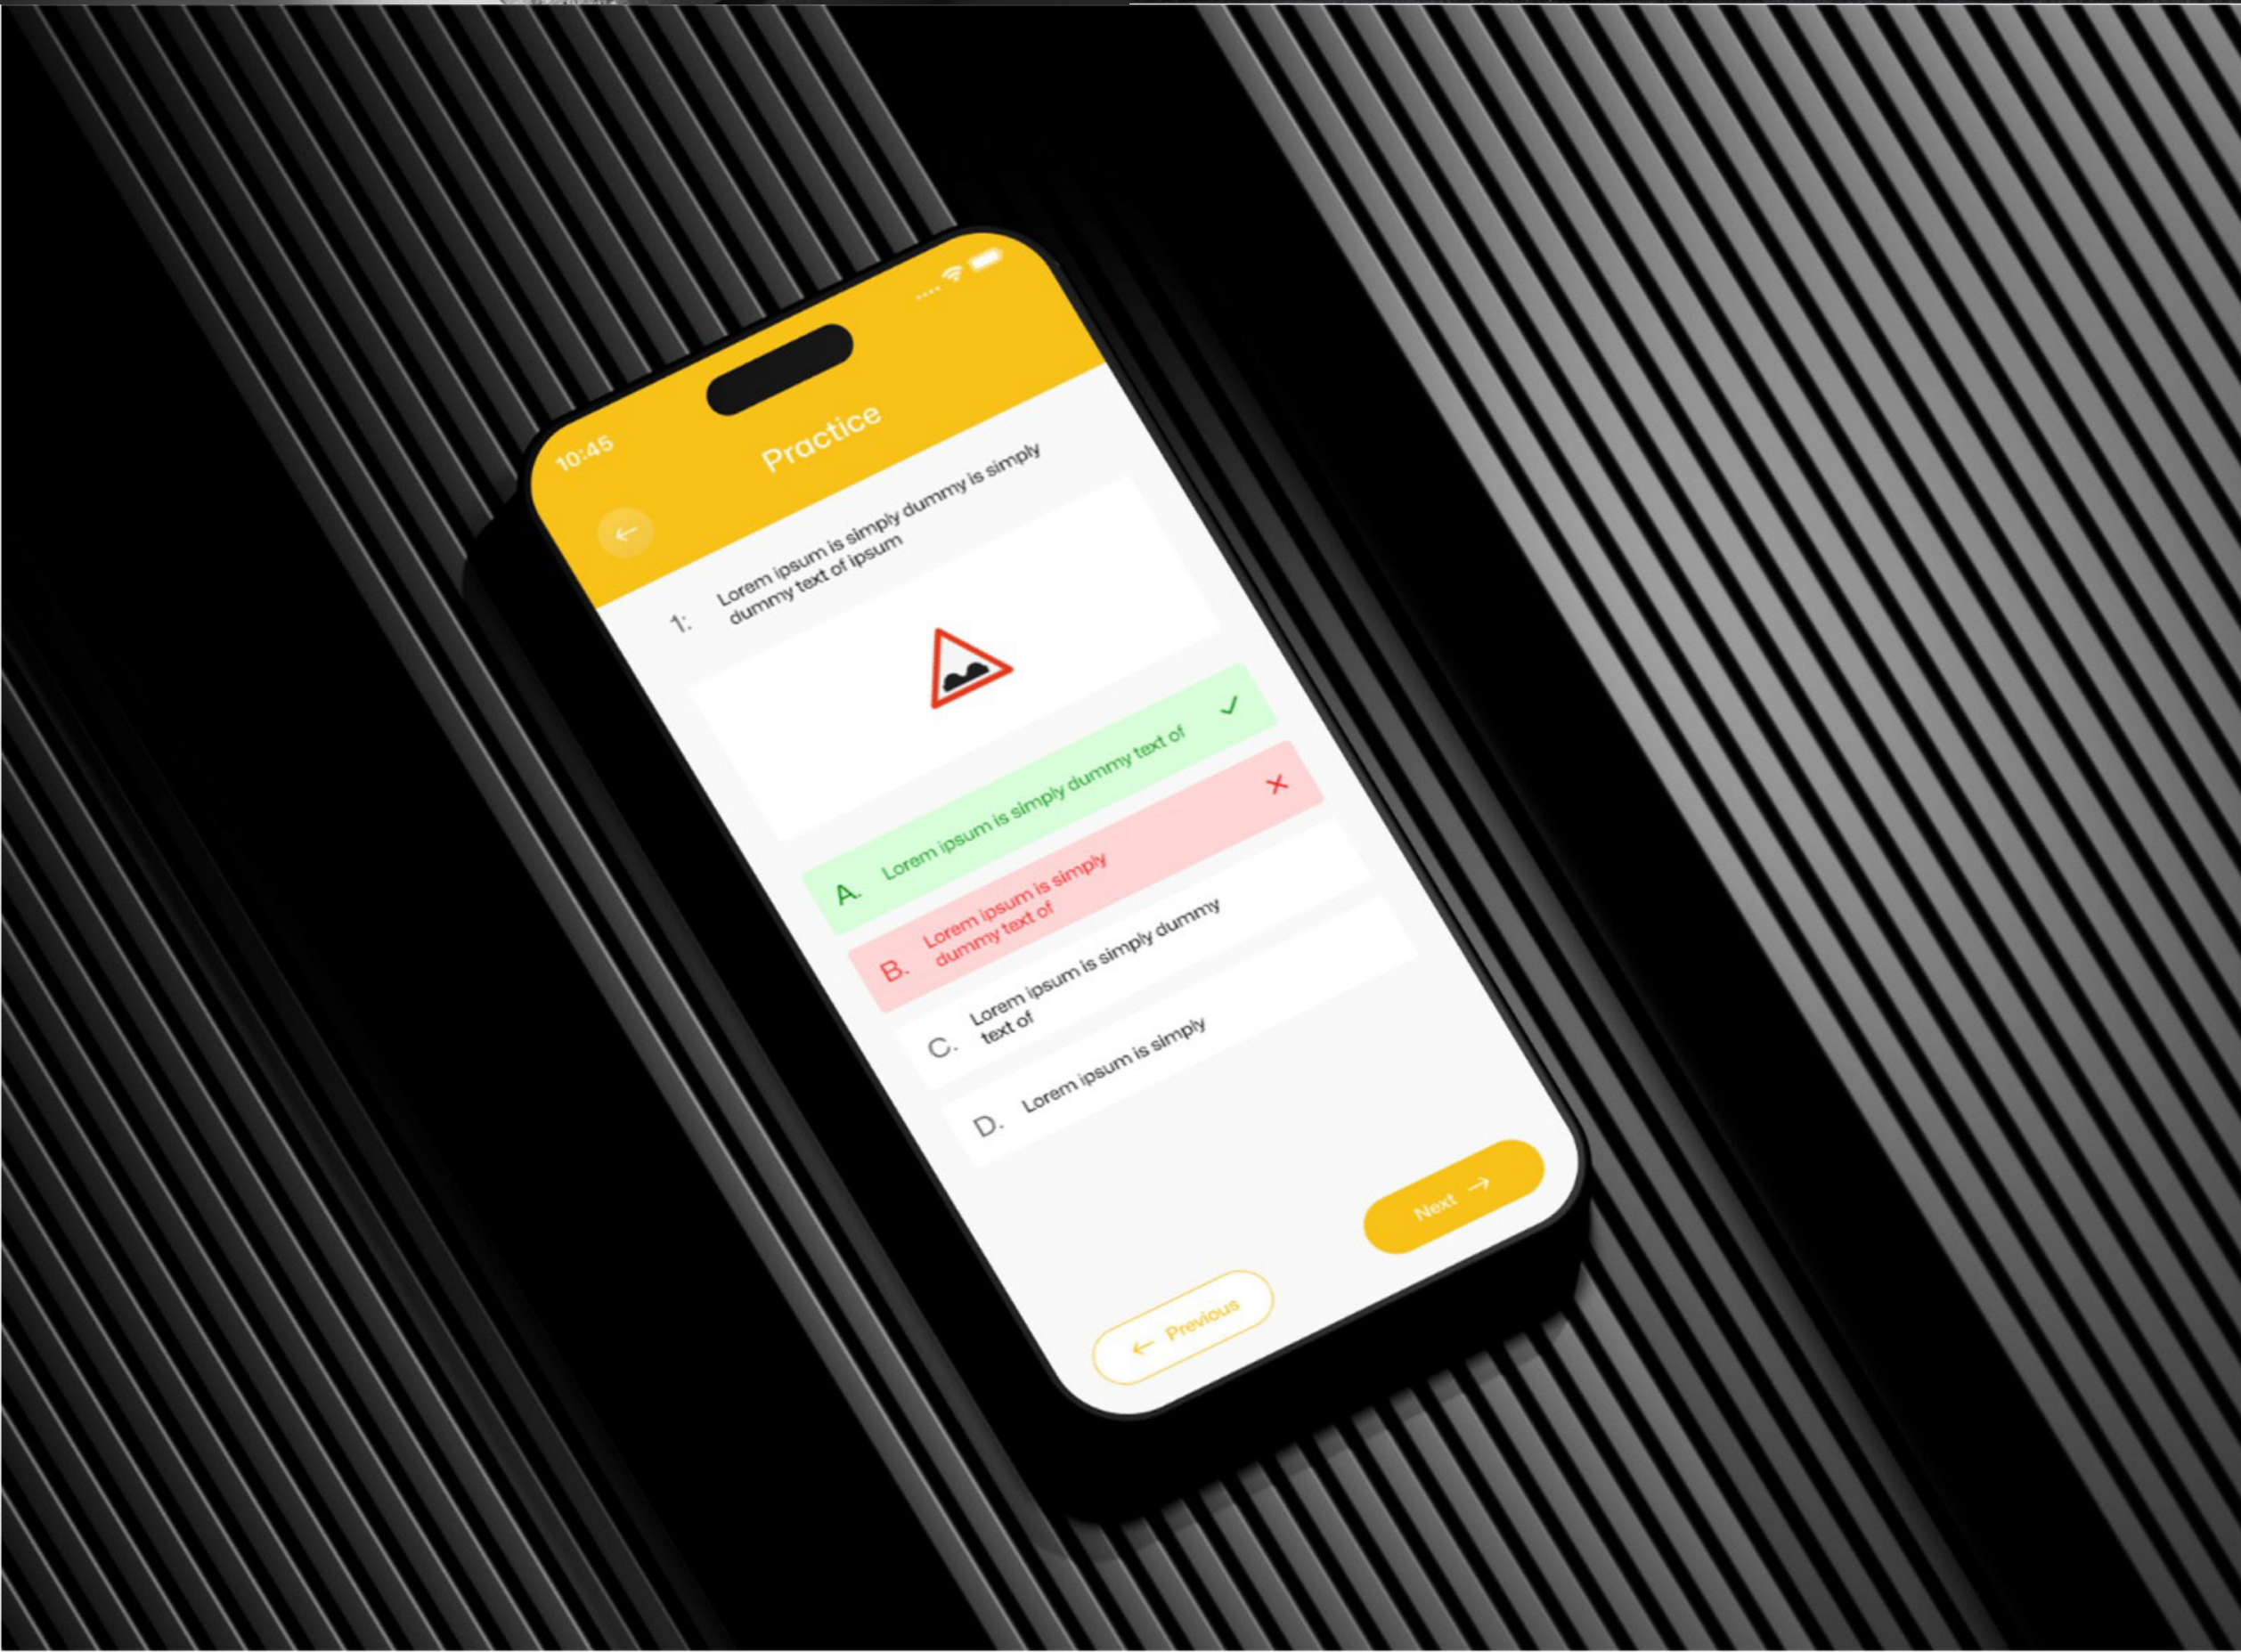 10:45
Practice
1:
Lorem ipsum is simply dummy is simply
dummy text of ipsum
A. Lorem ipsum is simply dummy text of
B. Lorem ipsum is simply
dummy text of
C. Lorem ipsum is simply dummy
text of
D. Lorem ipsum is simply
Next
Previous